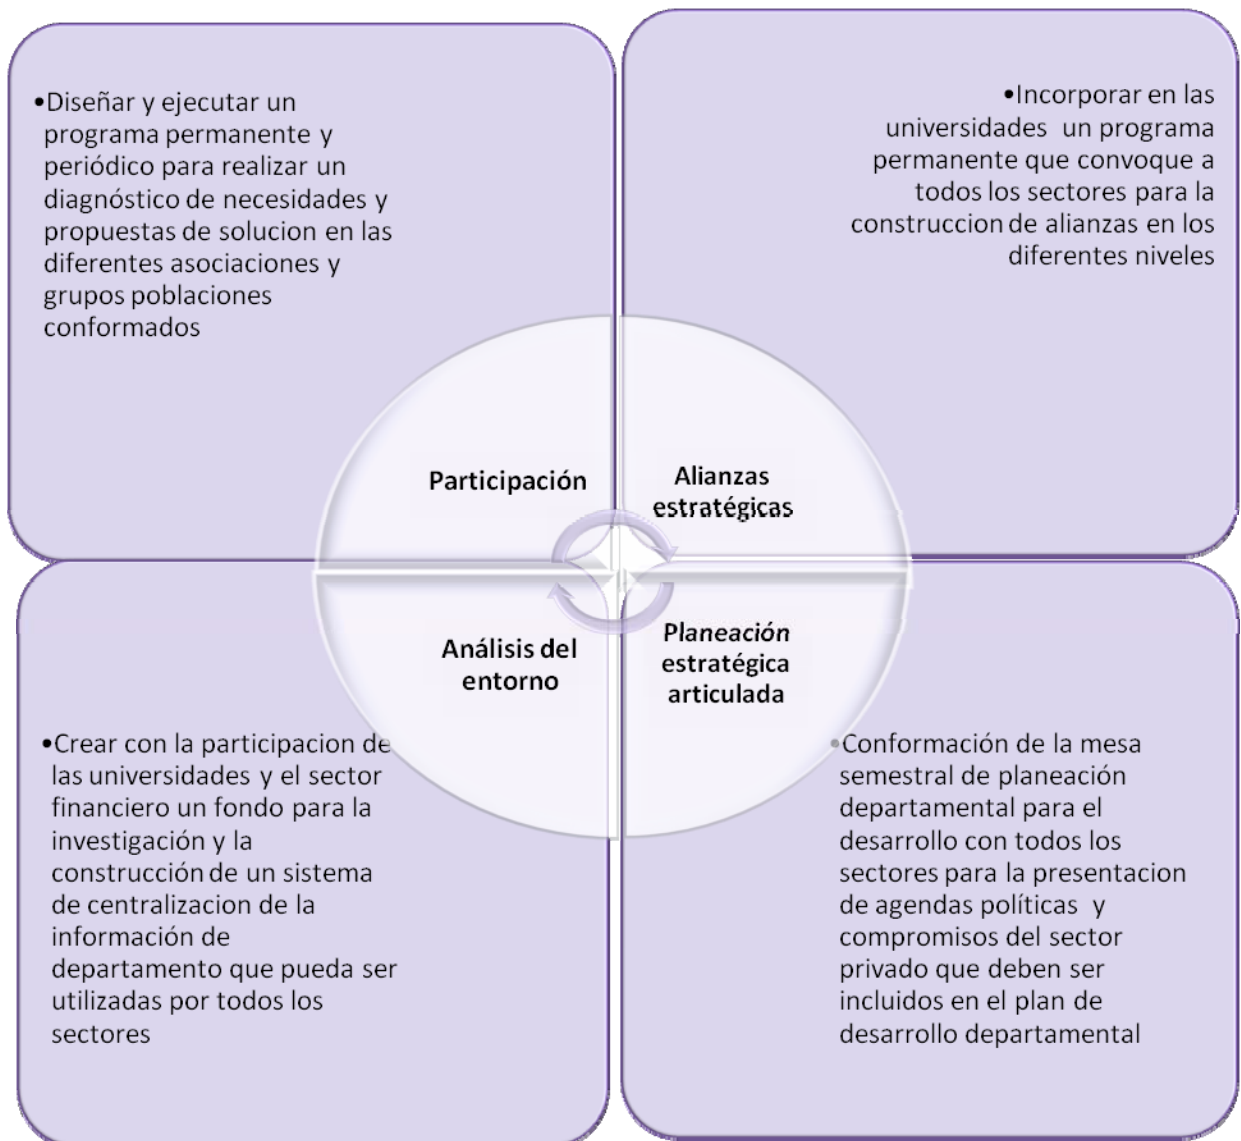 •Diseñar y ejecutar un
programa permanente y
periódico para realizar un
diagnóstico de necesidades y
propuestas de solucion en las
diferentes asociaciones y
grupos poblaciones
conformados
•Incorporar en las
universidades un programa
permanente que convoque a
todos los sectores para la
construccion de alianzas en los
diferentes niveles
Participación
Alianzas
estratégicas
Análisis del
entorno
Planeación
estratégica
articulada
•Crear con la participacion de
las universidades y el sector
financiero un fondo para la
investigación y la
construcción de un sistema
de centralizacion de la
información de
departamento que pueda ser
utilizadas por todos los
sectores
•Conformación de la mesa
semestral de planeación
departamental para el
desarrollo con todos los
sectores para la presentacion
de agendas políticas y
compromisos del sector
privado que deben ser
incluidos en el plan de
desarrollo departamental